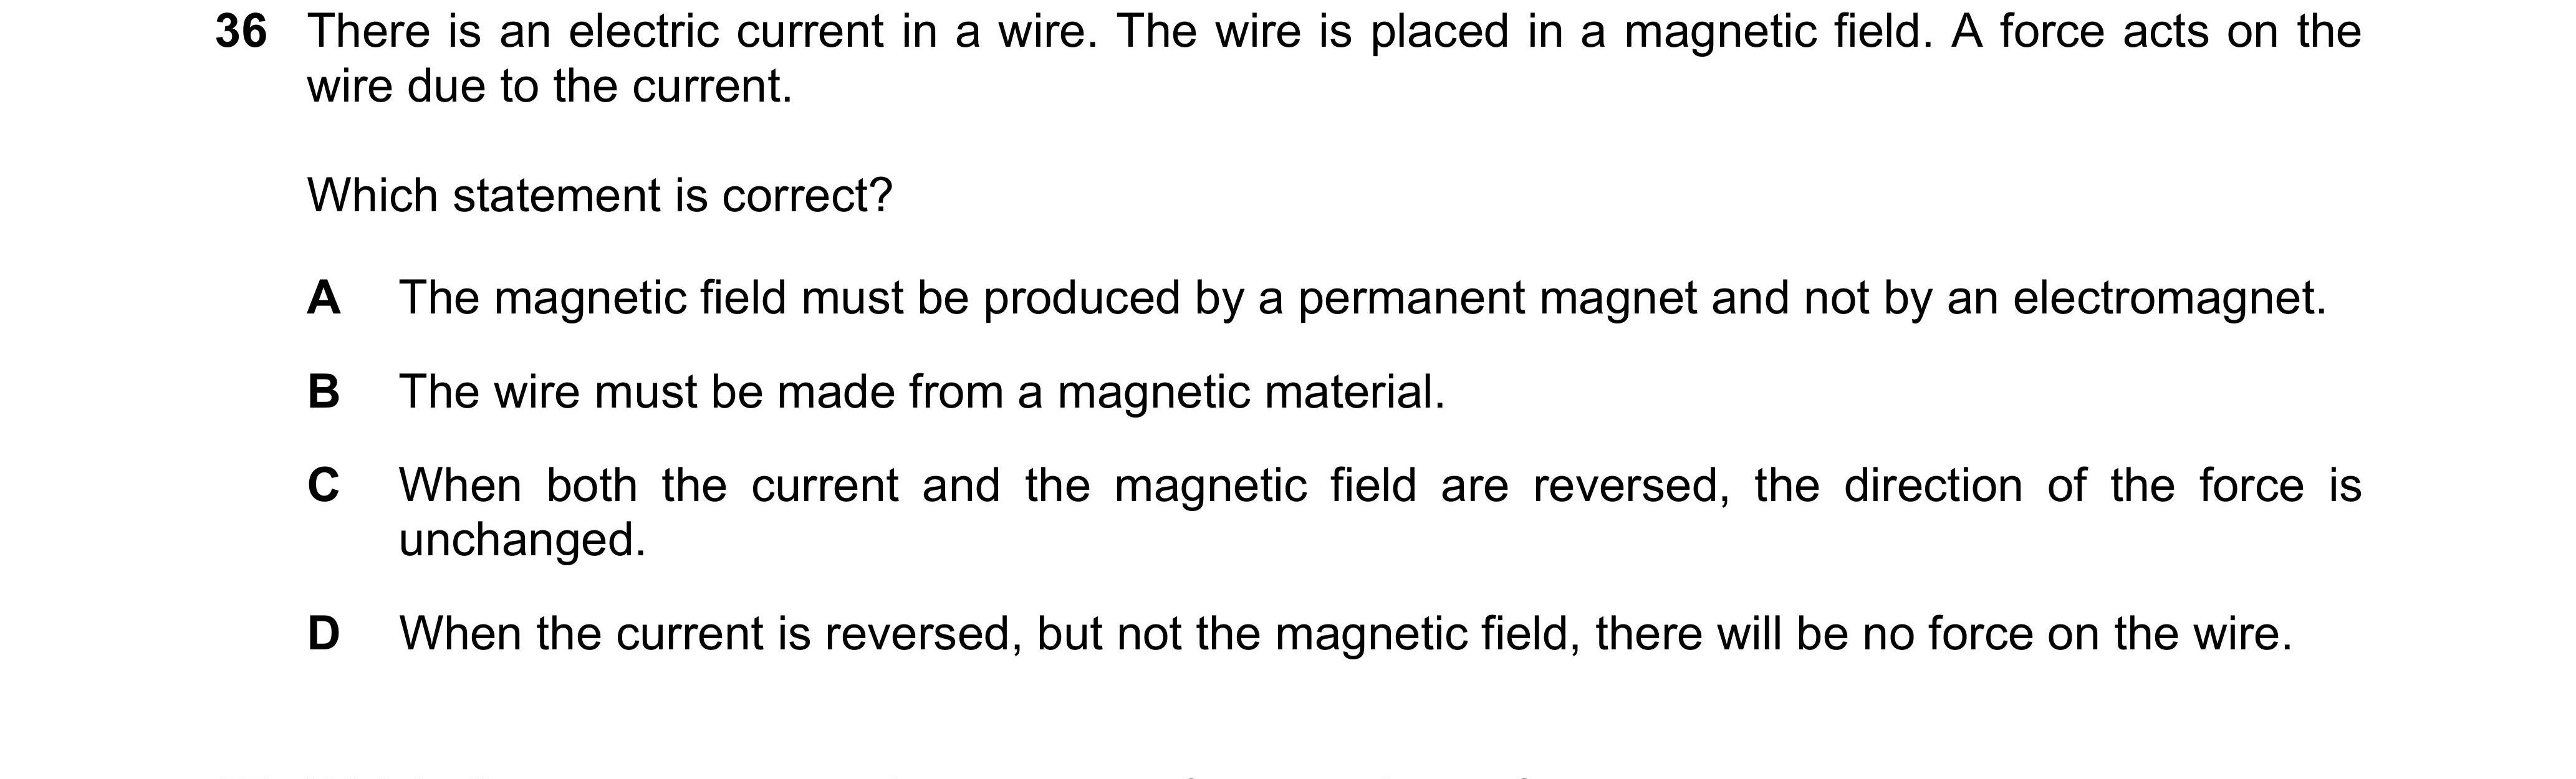 36 There is an electric current in a wire. The wire is placed in a magnetic field. A force acts on the
wire due to the current.
Which statement is correct?
A The magnetic field must be produced by a permanent magnet and not by an electromagnet.
B The wire must be made from a magnetic material.
C When both the current and the magnetic field are reversed, the direction of the force is
unchanged.
D When the current is reversed, but not the magnetic field, there will be no force on the wire.